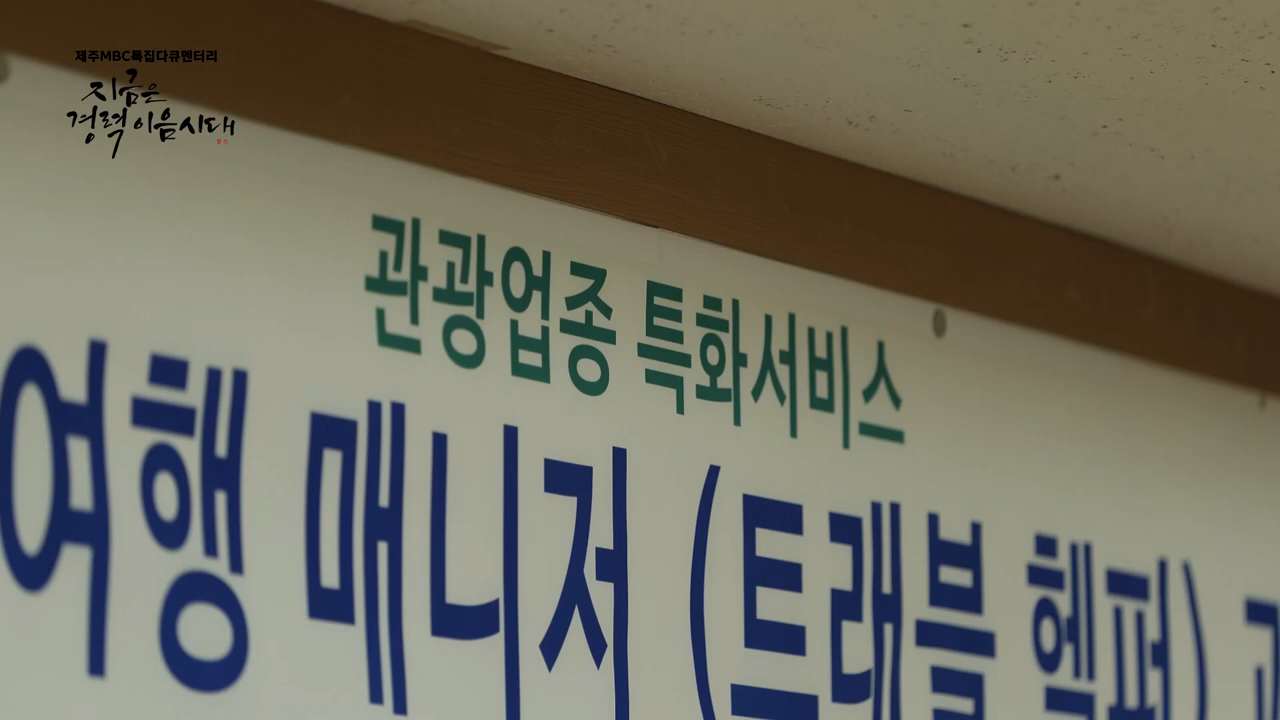 제주MBC특집다큐멘터리
지금은
경력이음시대
관광업종 특화서비스
여행 매니저 (트래블 헬퍼)